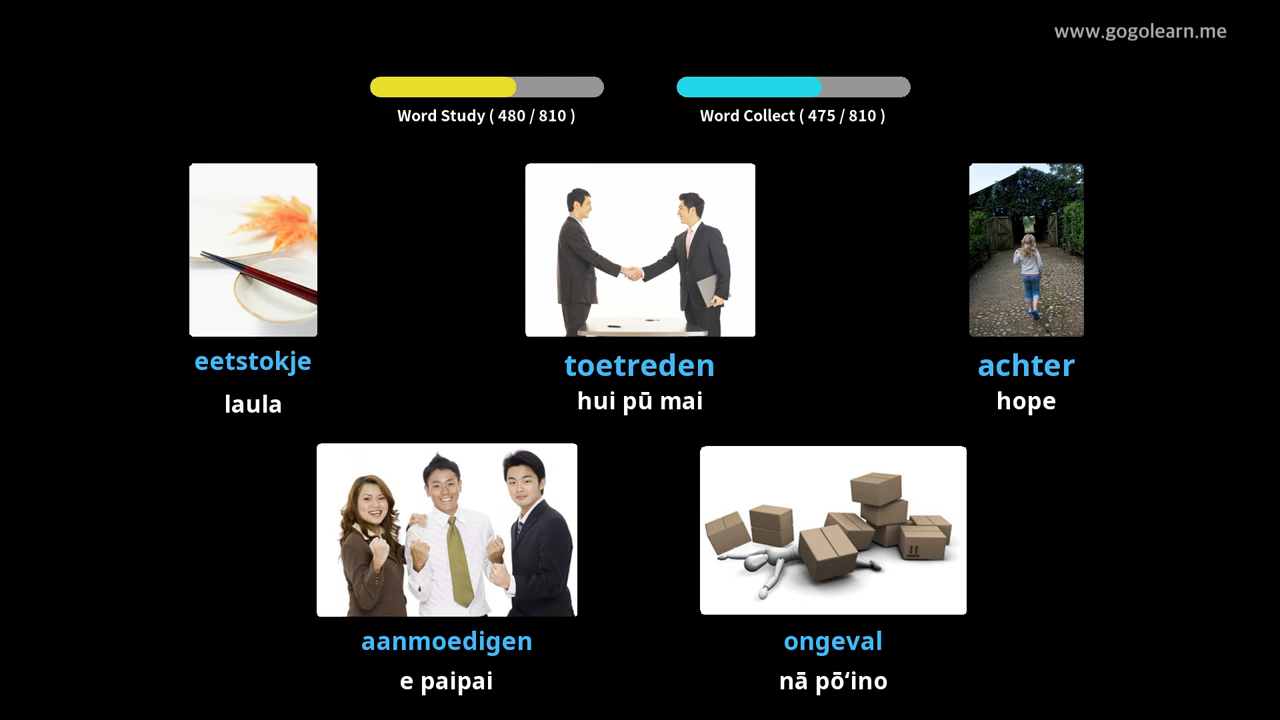 www.gogolearn.me
Word Study ( 480 / 810 )
Word Collect ( 475 / 810 )
eetstokje
laula
toetreden
hui pū mai
achter
hope
aanmoedigen
e paipai
ongeval
nā pōʻino